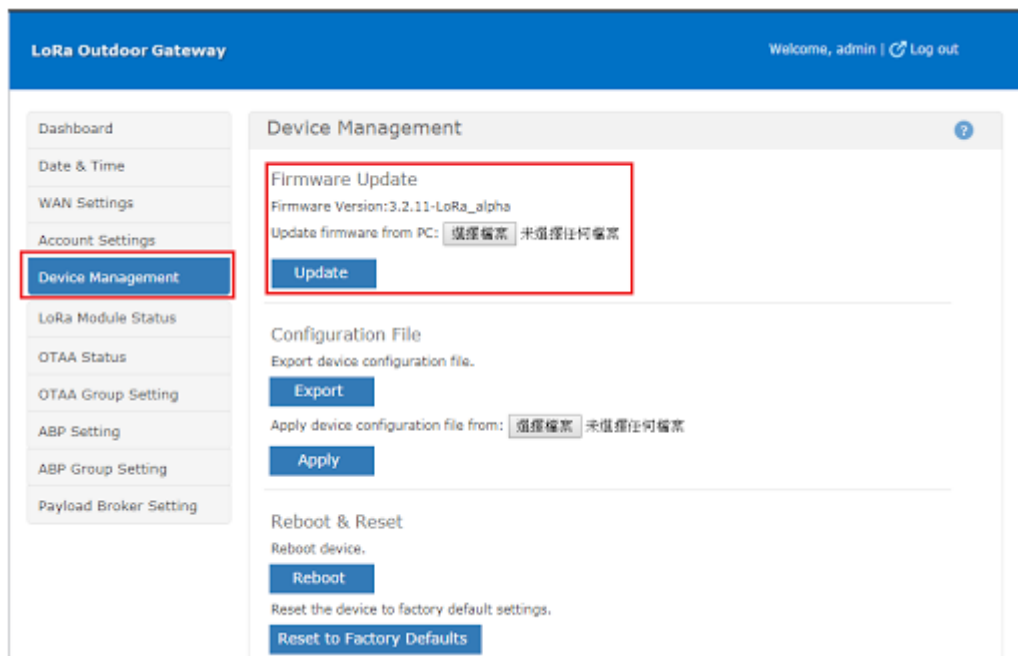 LoRa Outdoor Gateway
Welcome, admin | Log out
Dashboard
Date & Time
WAN Settings
Account Settings
Device Management
LoRa Module Status
OTAA Status
OTAA Group Setting
ABP Setting
ABP Group Setting
Payload Broker Setting
Device Management
?
Firmware Update
Firmware Version:3.2.11-LoRa_alpha
Update firmware from PC: 選擇檔案 未選擇任何檔案
Update
Configuration File
Export device configuration file.
Export
Apply device configuration file from: 選擇檔案 未選擇任何檔案
Apply
Reboot & Reset
Reboot device.
Reboot
Reset the device to factory default settings.
Reset to Factory Defaults